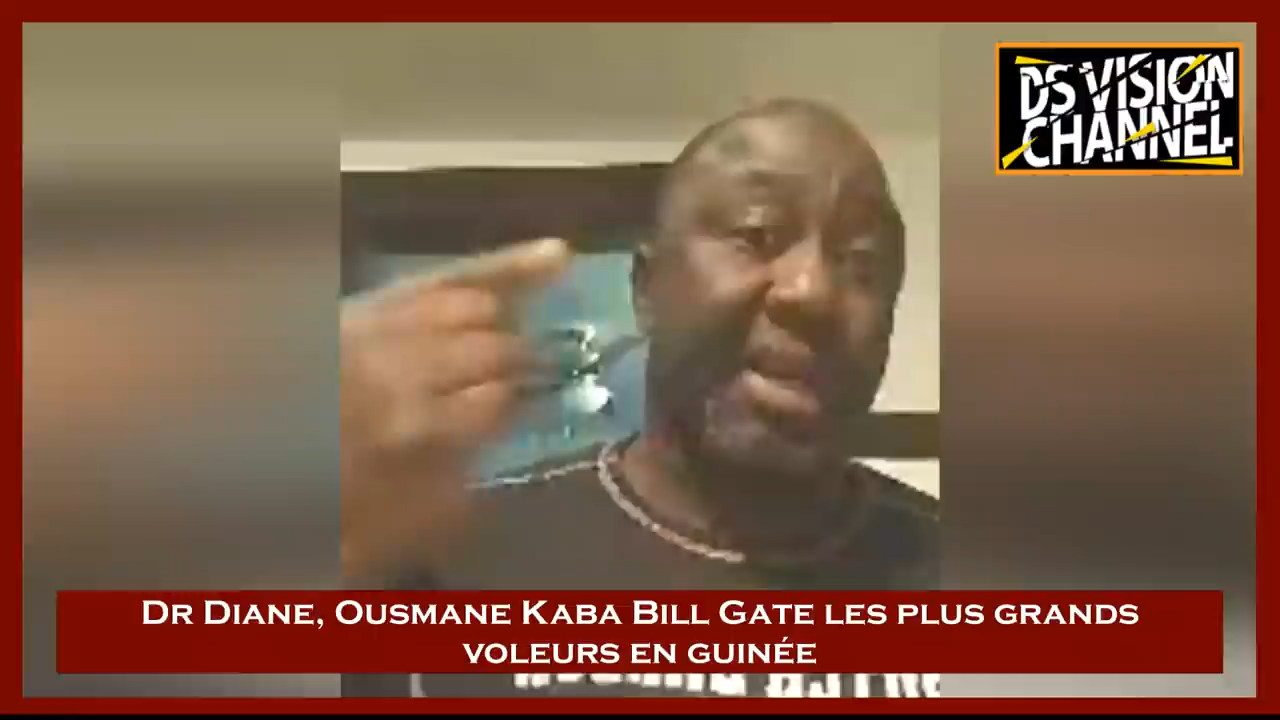 DS VISION
CHANNEL
Dr Diane, Ousmane Kaba Bill Gate les plus grands
voleurs en guinée